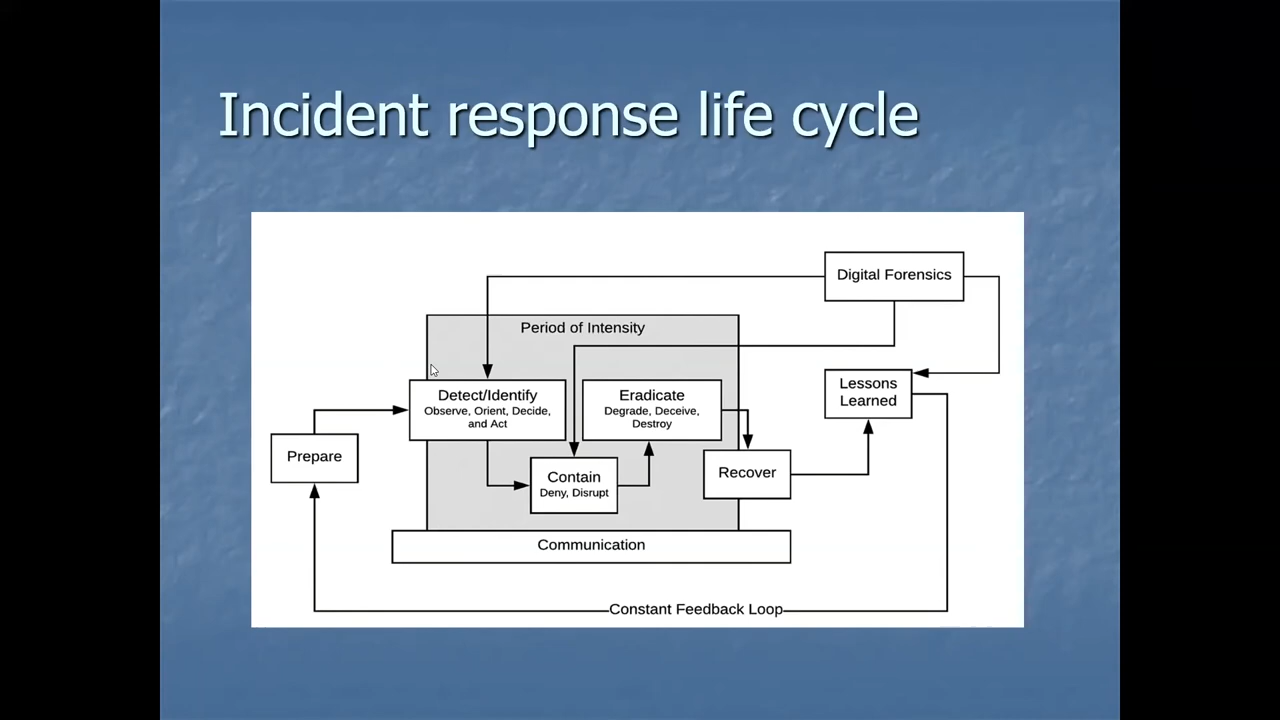 Incident response life cycle
Digital Forensics
Period of Intensity
Detect/Identify
Observe, Orient, Decide,
and Act
Eradicate
Degrade, Deceive,
Destroy
Lessons
Learned
Prepare
Contain
Deny, Disrupt
Recover
Communication
Constant Feedback Loop